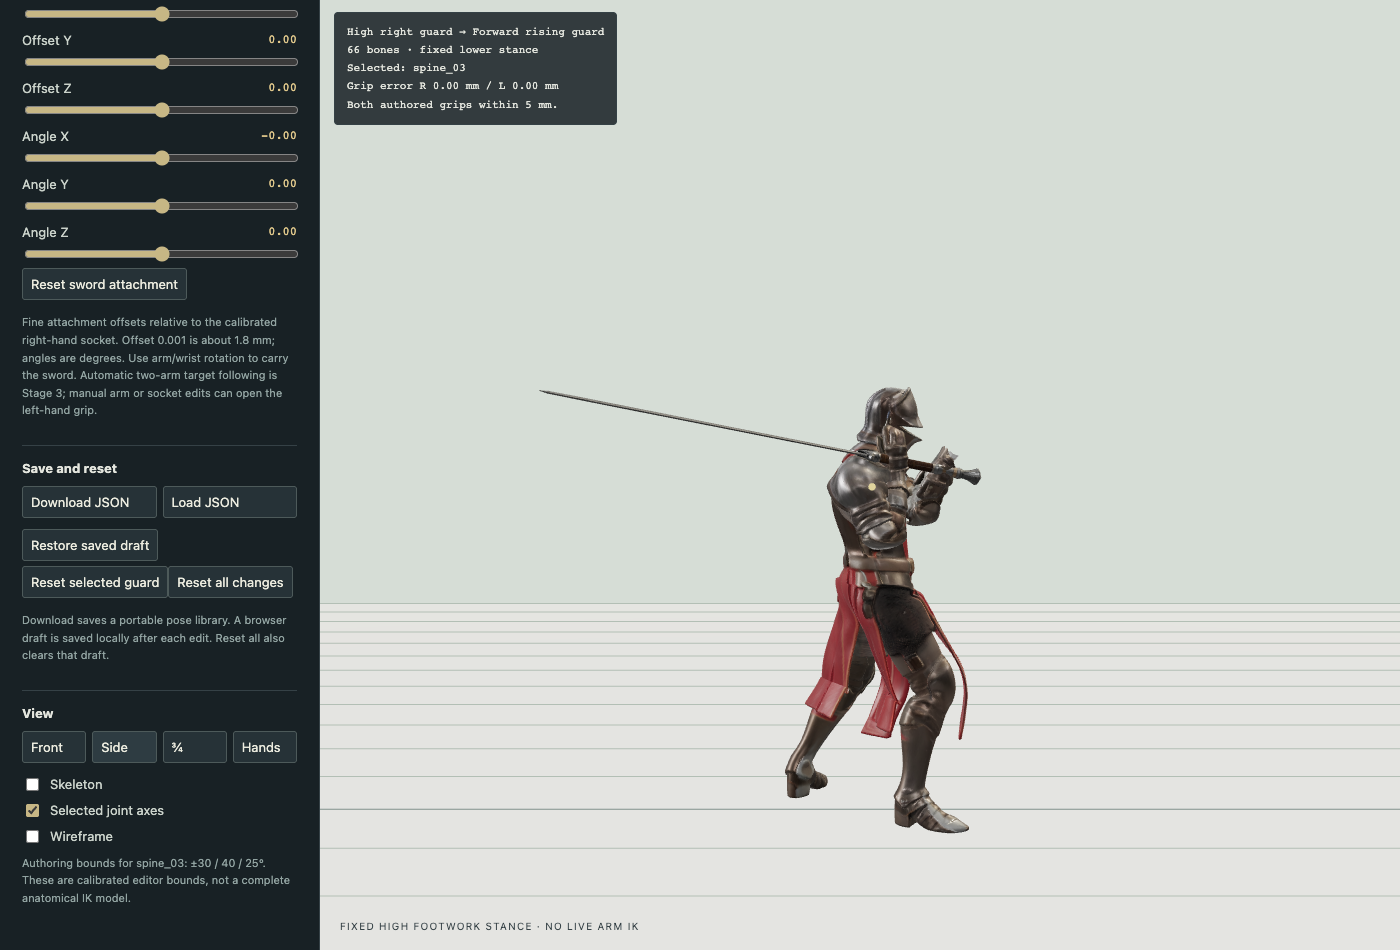 Offset Y
0.00
Offset Z
0.00
Angle X
−0.00
Angle Y
0.00
Angle Z
0.00
Reset sword attachment
Fine attachment offsets relative to the calibrated
right-hand socket. Offset 0.001 is about 1.8 mm;
angles are degrees. Use arm/wrist rotation to carry
the sword. Automatic two-arm target following is
Stage 3; manual arm or socket edits can open the
left-hand grip.
Save and reset
Download JSON
Load JSON
Restore saved draft
Reset selected guard
Reset all changes
Download saves a portable pose library. A browser
draft is saved locally after each edit. Reset all also
clears that draft.
View
Front
Side
¾
Hands
Skeleton
Selected joint axes
Wireframe
Authoring bounds for spine_03: ±30 / 40 / 25°.
These are calibrated editor bounds, not a complete
anatomical IK model.
High right guard → Forward rising guard
66 bones · fixed lower stance
Selected: spine_03
Grip error R 0.00 mm / L 0.00 mm
Both authored grips within 5 mm.
FIXED HIGH FOOTWORK STANCE · NO LIVE ARM IK